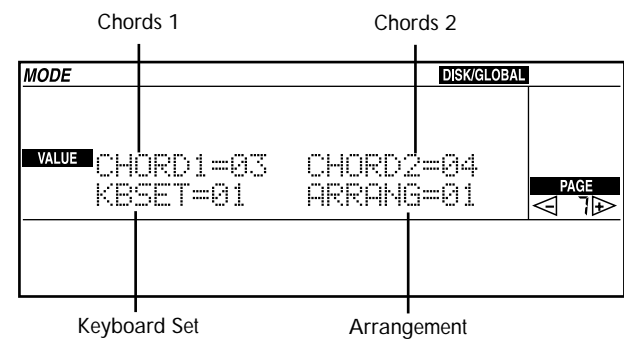 Chords 1 Chords 2
MODE DISK/GLOBAL
VALUE CHORD1=03 CHORD2=04
KBSET=01 ARRANG=01
PAGE
- 7 +
Keyboard Set Arrangement